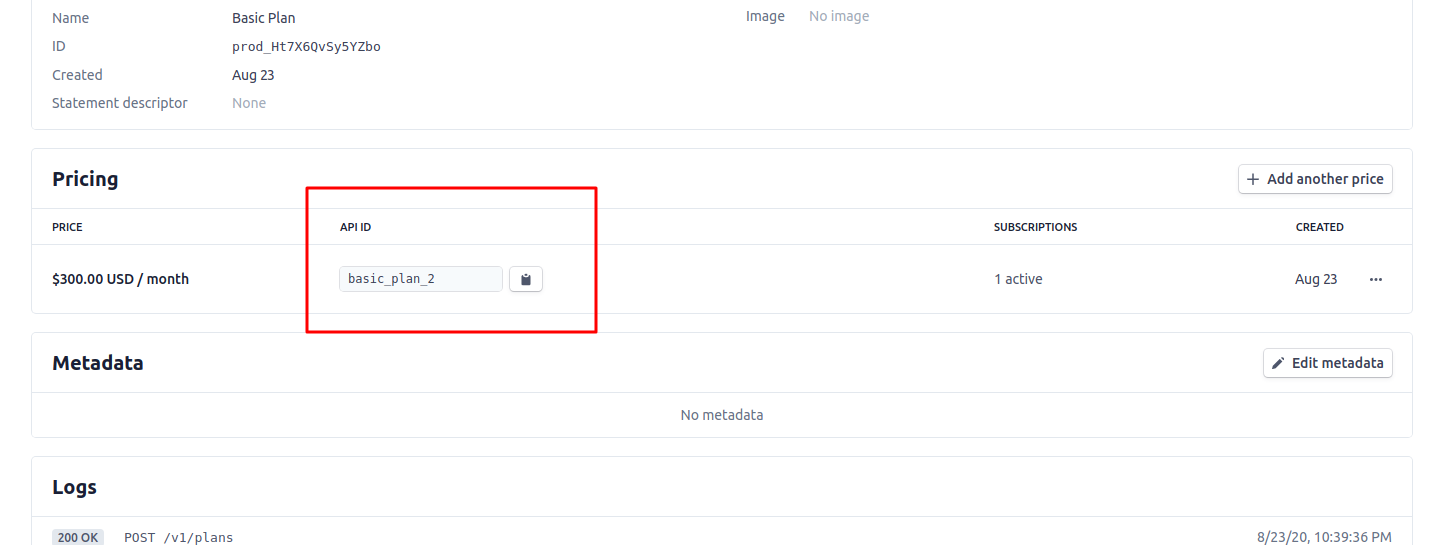 Name Basic Plan Image No image
ID prod_Ht7X6QvSy5YZbo
Created Aug 23
Statement descriptor None
Pricing + Add another price
PRICE API ID SUBSCRIPTIONS CREATED
$300.00 USD / month basic_plan_2 1 active Aug 23 •••
Metadata Edit metadata
No metadata
Logs
200 OK POST /v1/plans 8/23/20, 10:39:36 PM